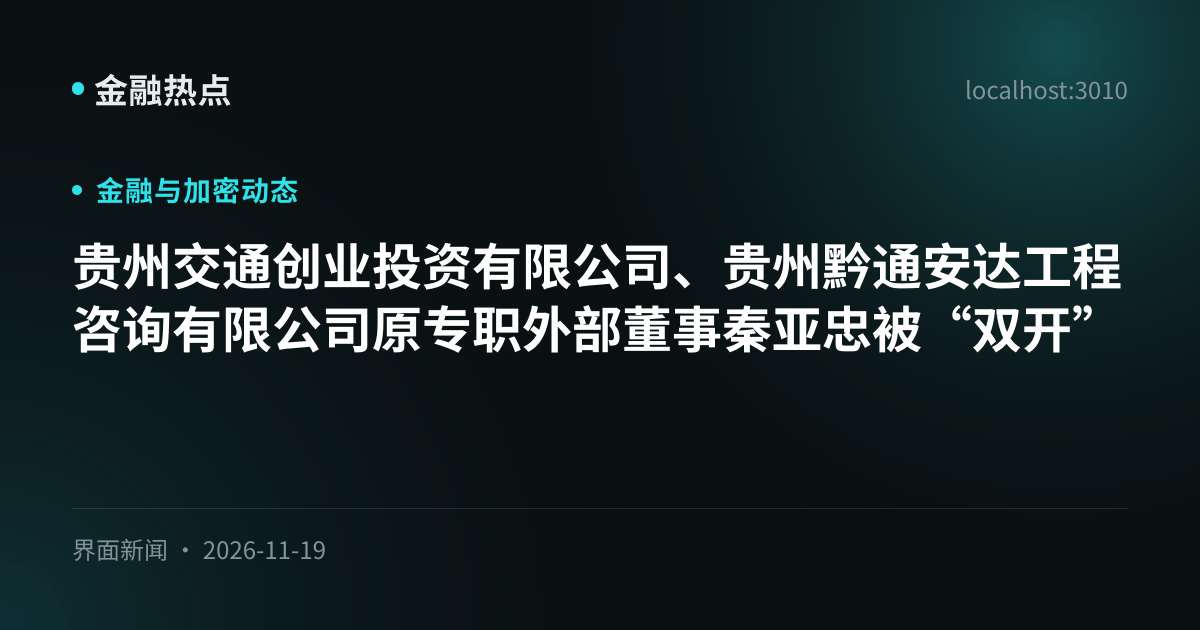 金融热点
localhost:3010
金融与加密动态
贵州交通创业投资有限公司、贵州黔通安达工程
咨询有限公司原专职外部董事秦亚忠被“双开”
界面新闻 · 2026-11-19